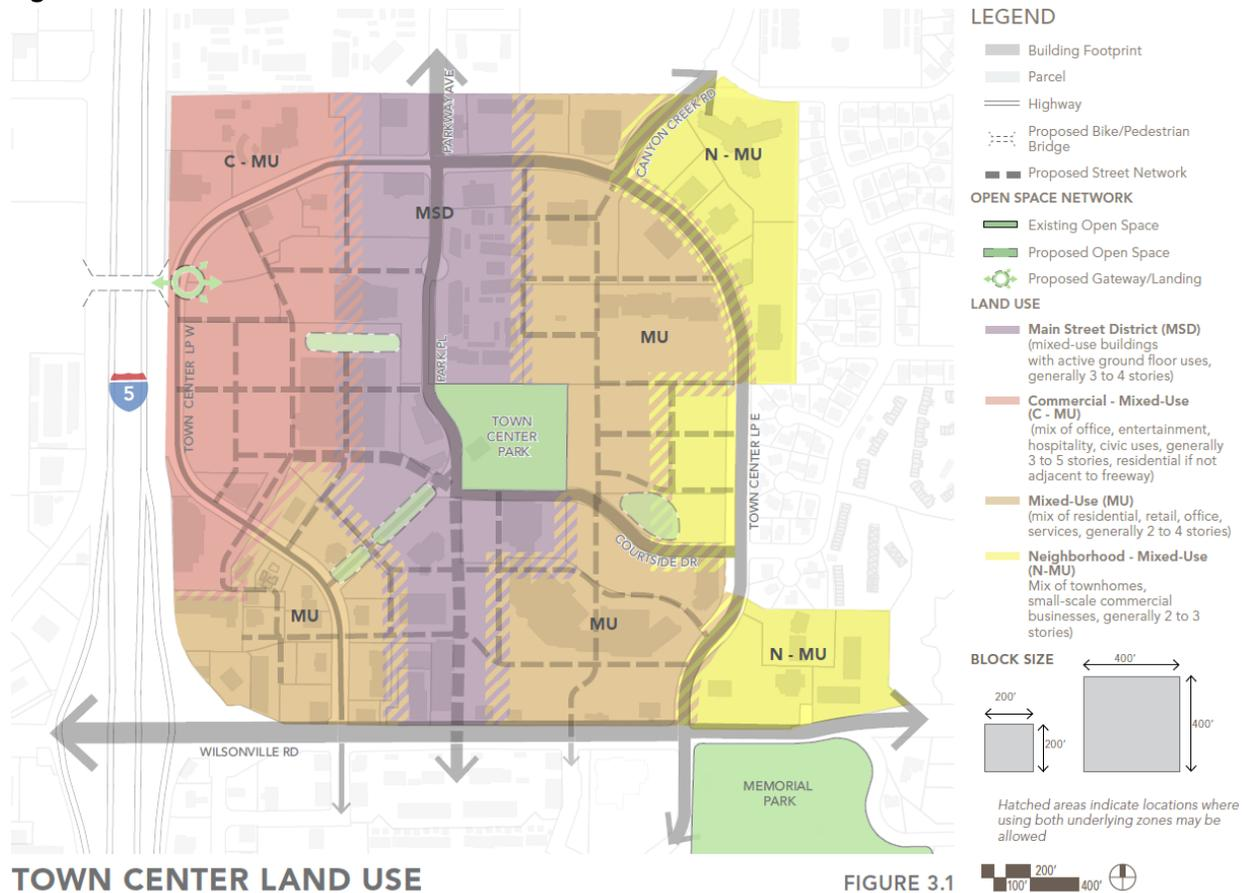 PARKWAY AVE
CANYON CREEK RD
C - MU
N - MU
MSD
TOWN CENTER LP W
PARK PL
MU
5
TOWN
CENTER
PARK
TOWN CENTER LP E
COURTSIDE DR
MU
MU
N - MU
WILSONVILLE RD
MEMORIAL
PARK
TOWN CENTER LAND USE
FIGURE 3.1
LEGEND
Building Footprint
Parcel
Highway
Proposed Bike/Pedestrian
Bridge
Proposed Street Network
OPEN SPACE NETWORK
Existing Open Space
Proposed Open Space
Proposed Gateway/Landing
LAND USE
Main Street District (MSD)
(mixed-use buildings
with active ground floor uses,
generally 3 to 4 stories)
Commercial - Mixed-Use
(C - MU)
(mix of office, entertainment,
hospitality, civic uses, generally
3 to 5 stories, residential if not
adjacent to freeway)
Mixed-Use (MU)
(mix of residential, retail, office,
services, generally 2 to 4 stories)
Neighborhood - Mixed-Use
(N-MU)
Mix of townhomes,
small-scale commercial
businesses, generally 2 to 3
stories)
BLOCK SIZE
400'
200'
200'
400'
Hatched areas indicate locations where
using both underlying zones may be
allowed
200'
100'
400'